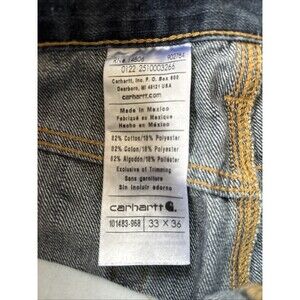 0122 2510003266
Carhartt, Inc. P.O. Box 600
Dearborn, MI 48121 USA
carhartt.com
Made in Mexico
Fabriqué au Mexique
Hecho en México
82% Cotton/18% Polyester
82% Coton/18% Polyester
82% Algodón/18% Poliéster
Exclusive of Trimming
Sans garniture
Sin incluir adorno
carhartt
101483-968 33 X 36